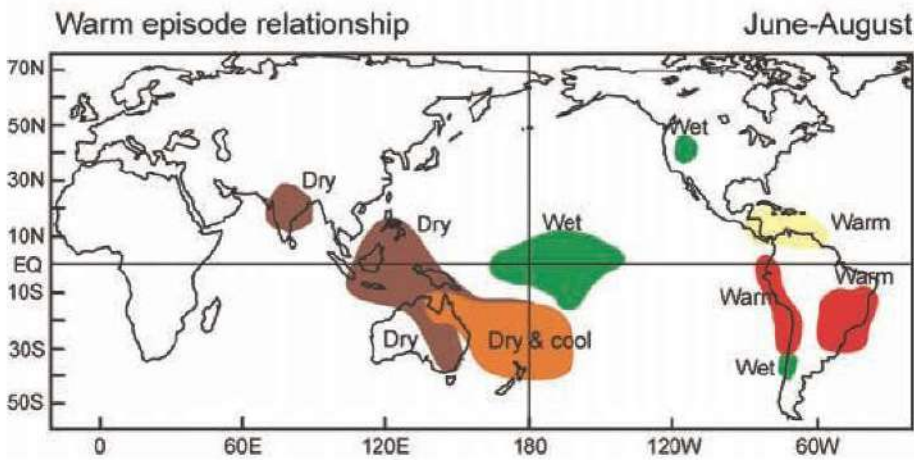 Warm episode relationship June-August
70N
50N
30N
10N
EQ
10S
30S
50S
Wet
Dry
Dry
Wet
Warm
Warm
Warm
Dry
Dry & cool
Wet
0 60E 120E 180 120W 60W